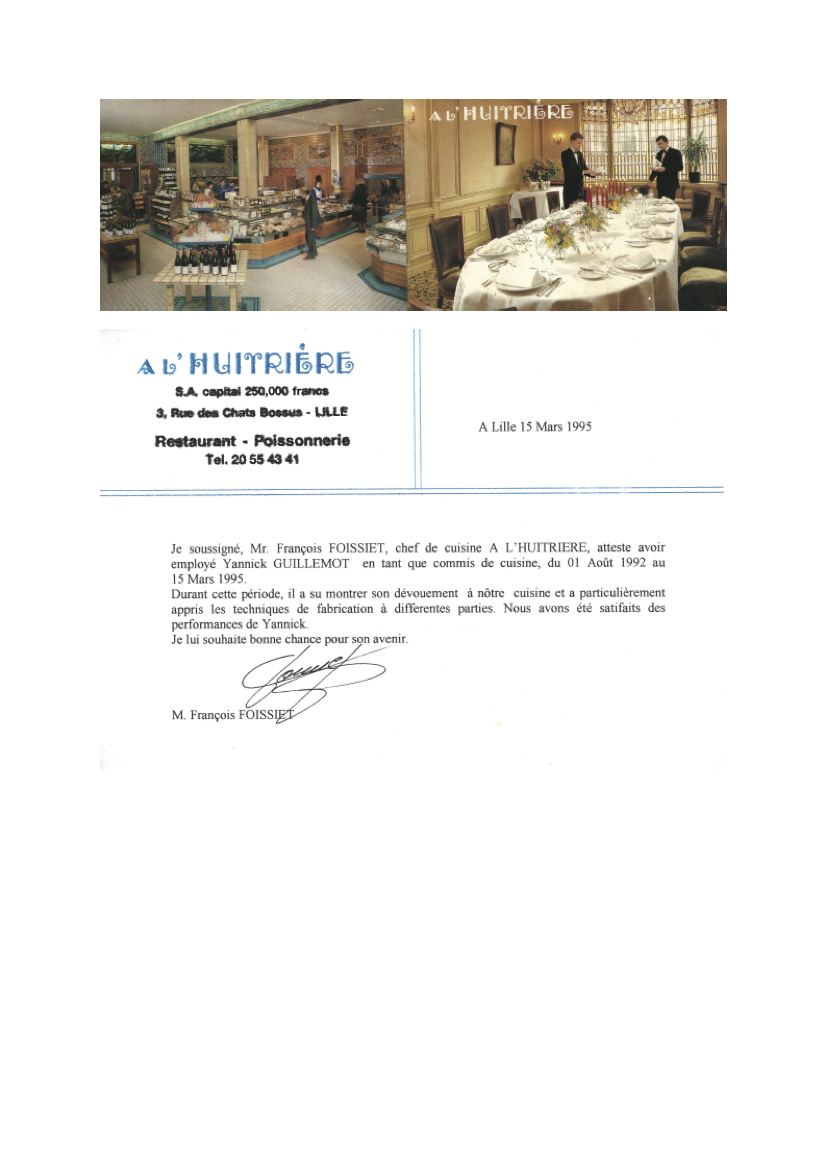 A L'HUITRIÈRE
A L'HUITRIÈRE
S.A. capital 250,000 francs
3, Rue des Chats Bossus - LILLE
Restaurant - Poissonnerie
Tel. 20 55 43 41
A Lille 15 Mars 1995
Je soussigné, Mr. François FOISSIET, chef de cuisine A L'HUITRIERE, atteste avoir
employé Yannick GUILLEMOT en tant que commis de cuisine, du 01 Août 1992 au
15 Mars 1995.
Durant cette période, il a su montrer son dévouement à nôtre cuisine et a particulièrement
appris les techniques de fabrication à differentes parties. Nous avons été satifaits des
performances de Yannick.
Je lui souhaite bonne chance pour son avenir.
M. François FOISSIET